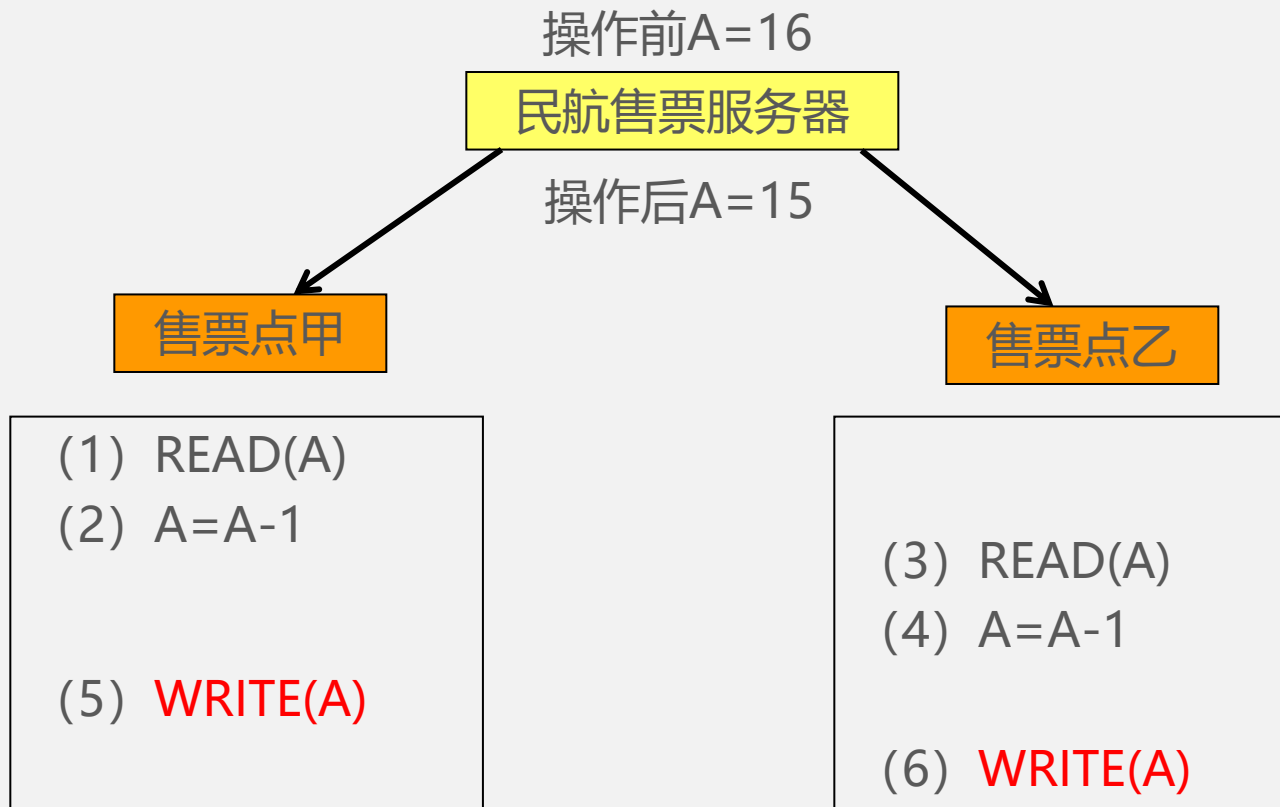 操作前A=16
民航售票服务器
操作后A=15
售票点甲
售票点乙
(1) READ(A)
(2) A=A-1
(3) READ(A)
(4) A=A-1
(5) WRITE(A)
(6) WRITE(A)